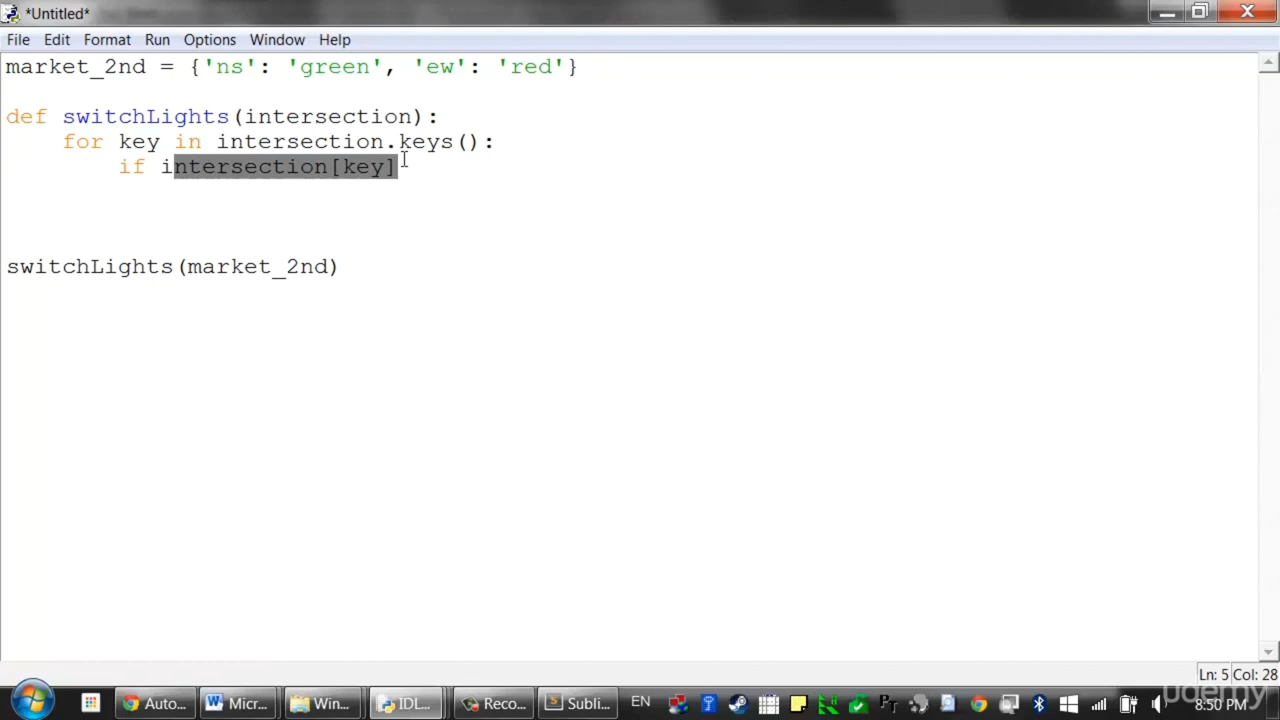 *Untitled*
File Edit Format Run Options Window Help
market_2nd = {'ns': 'green', 'ew': 'red'}
def switchLights(intersection):
for key in intersection.keys():
if intersection[key]
switchLights(market_2nd)
Ln: 5 Col: 28
Auto... Micr... Win... IDL... Reco... Subli... EN 8:50 PM
udemy